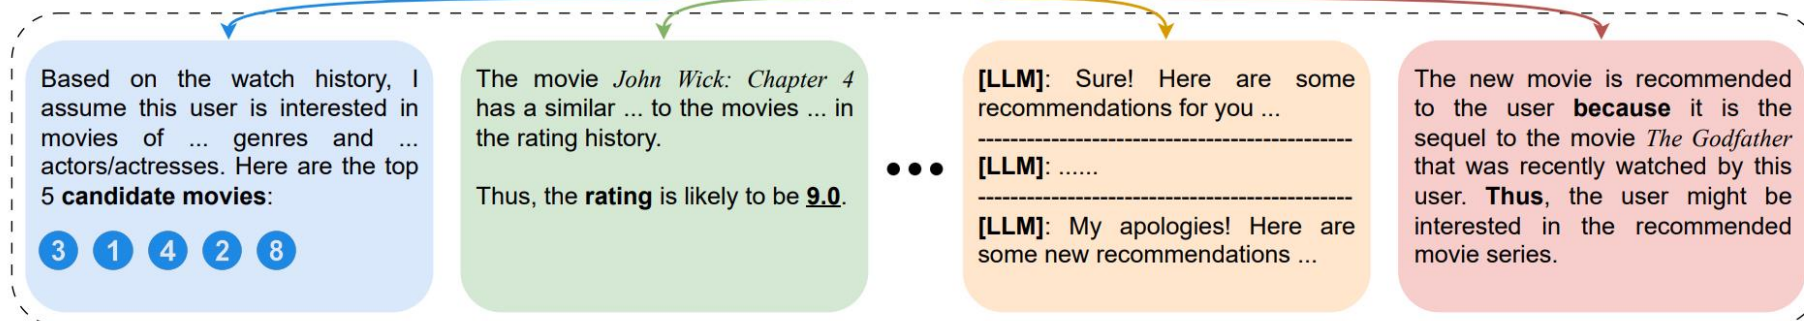 Based on the watch history, I
assume this user is interested in
movies of ... genres and ...
actors/actresses. Here are the top
5 candidate movies:
3 1 4 2 8
The movie John Wick: Chapter 4
has a similar ... to the movies ... in
the rating history.
Thus, the rating is likely to be 9.0.
[LLM]: Sure! Here are some
recommendations for you ...
[LLM]: ......
[LLM]: My apologies! Here are
some new recommendations ...
The new movie is recommended
to the user because it is the
sequel to the movie The Godfather
that was recently watched by this
user. Thus, the user might be
interested in the recommended
movie series.